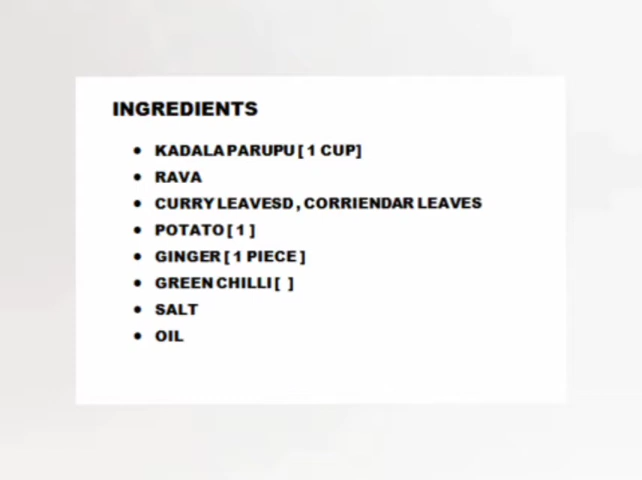 INGREDIENTS
• KADALA PARUPU [ 1 CUP]
• RAVA
• CURRY LEAVESD , CORRIENDAR LEAVES
• POTATO [ 1 ]
• GINGER [ 1 PIECE ]
• GREEN CHILLI [  ]
• SALT
• OIL